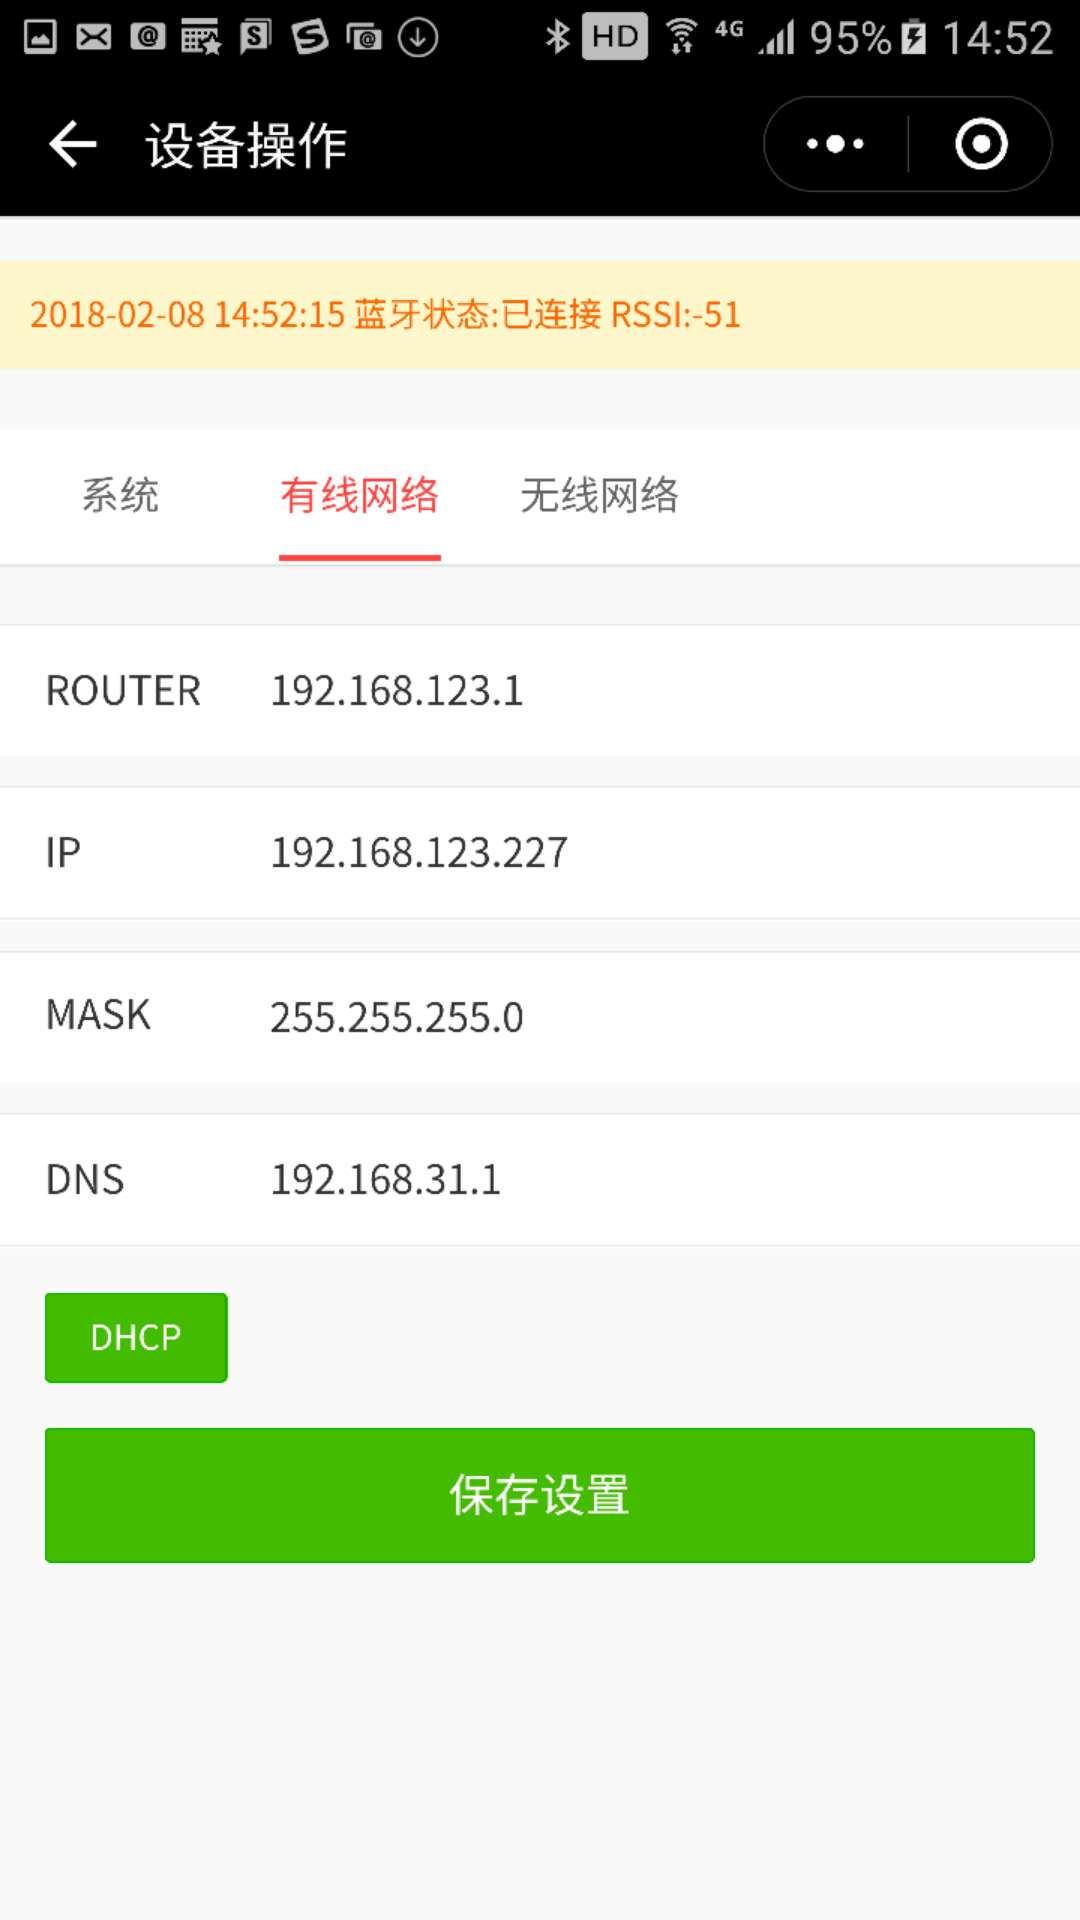 HD 4G 95% 14:52
设备操作
2018-02-08 14:52:15 蓝牙状态:已连接 RSSI:-51
系统 有线网络 无线网络
ROUTER 192.168.123.1
IP 192.168.123.227
MASK 255.255.255.0
DNS 192.168.31.1
DHCP
保存设置